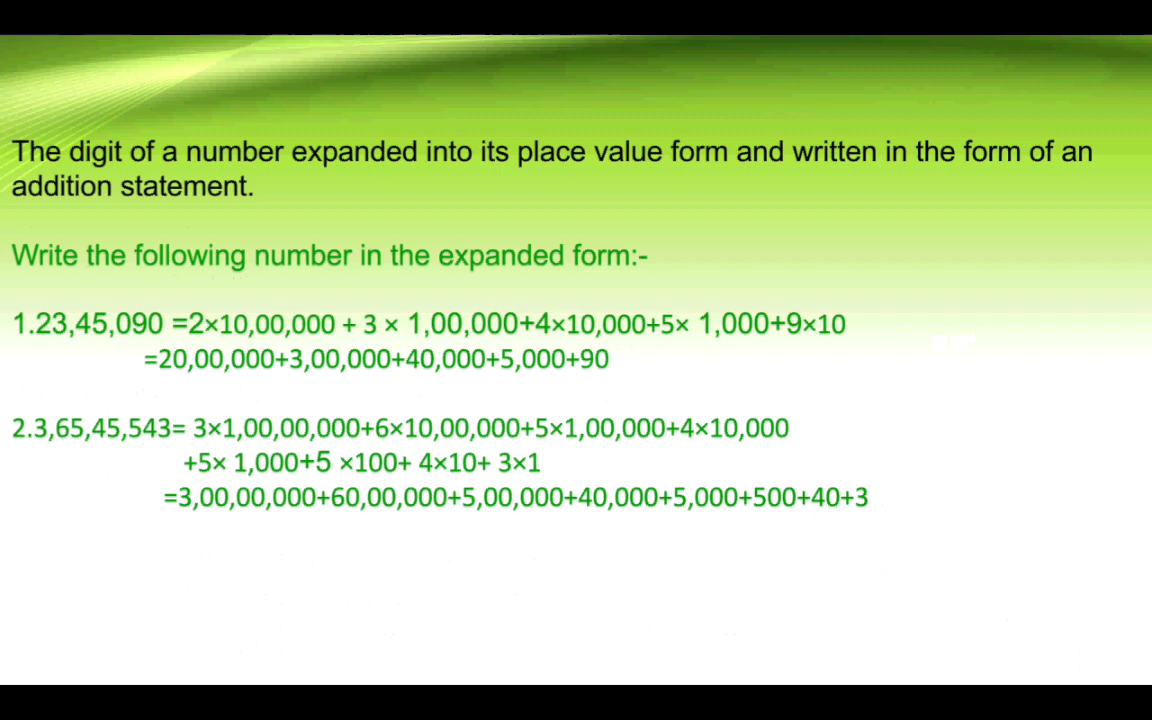 The digit of a number expanded into its place value form and written in the form of an
addition statement.
Write the following number in the expanded form:-
1.23,45,090 =2×10,00,000 + 3 × 1,00,000+4×10,000+5× 1,000+9×10
=20,00,000+3,00,000+40,000+5,000+90
2.3,65,45,543= 3×1,00,00,000+6×10,00,000+5×1,00,000+4×10,000
+5× 1,000+5 ×100+ 4×10+ 3×1
=3,00,00,000+60,00,000+5,00,000+40,000+5,000+500+40+3